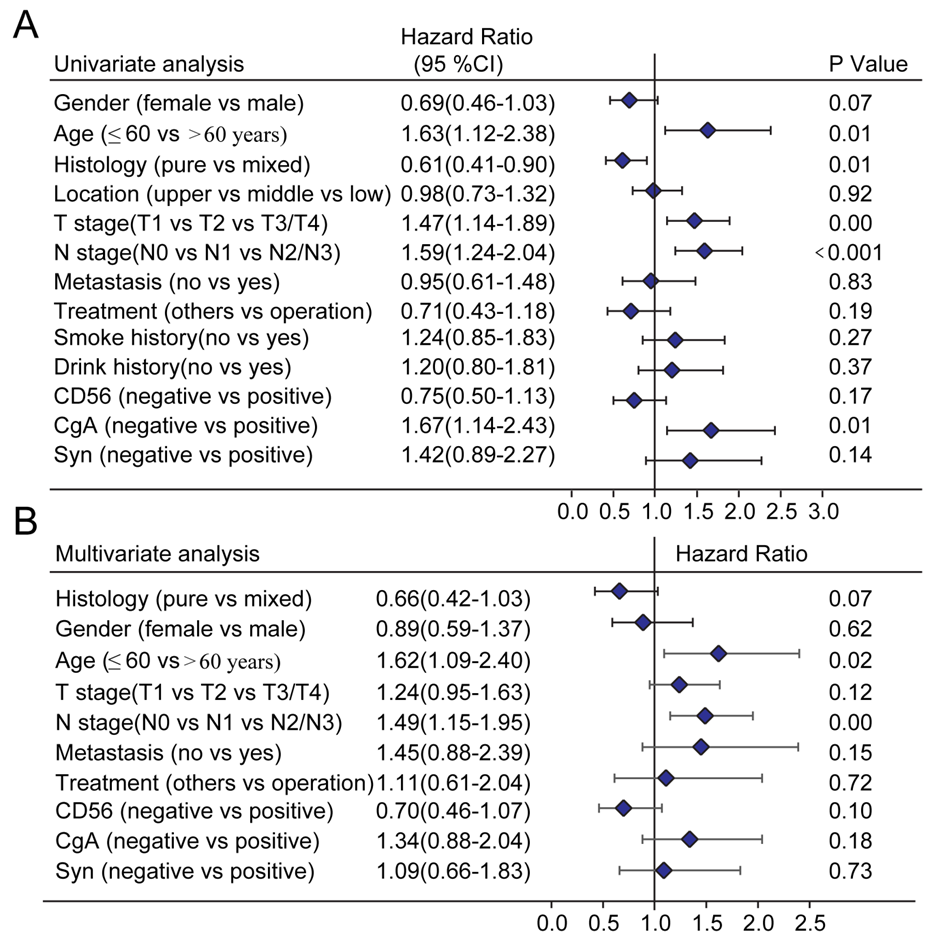 A
Hazard Ratio
Univariate analysis (95 %CI) P Value
Gender (female vs male) 0.69(0.46-1.03) 0.07
Age (≤ 60 vs >60 years) 1.63(1.12-2.38) 0.01
Histology (pure vs mixed) 0.61(0.41-0.90) 0.01
Location (upper vs middle vs low) 0.98(0.73-1.32) 0.92
T stage(T1 vs T2 vs T3/T4) 1.47(1.14-1.89) 0.00
N stage(N0 vs N1 vs N2/N3) 1.59(1.24-2.04) <0.001
Metastasis (no vs yes) 0.95(0.61-1.48) 0.83
Treatment (others vs operation) 0.71(0.43-1.18) 0.19
Smoke history(no vs yes) 1.24(0.85-1.83) 0.27
Drink history(no vs yes) 1.20(0.80-1.81) 0.37
CD56 (negative vs positive) 0.75(0.50-1.13) 0.17
CgA (negative vs positive) 1.67(1.14-2.43) 0.01
Syn (negative vs positive) 1.42(0.89-2.27) 0.14
0.0 0.5 1.0 1.5 2.0 2.5 3.0
B
Multivariate analysis Hazard Ratio
Histology (pure vs mixed) 0.66(0.42-1.03) 0.07
Gender (female vs male) 0.89(0.59-1.37) 0.62
Age (≤ 60 vs >60 years) 1.62(1.09-2.40) 0.02
T stage(T1 vs T2 vs T3/T4) 1.24(0.95-1.63) 0.12
N stage(N0 vs N1 vs N2/N3) 1.49(1.15-1.95) 0.00
Metastasis (no vs yes) 1.45(0.88-2.39) 0.15
Treatment (others vs operation) 1.11(0.61-2.04) 0.72
CD56 (negative vs positive) 0.70(0.46-1.07) 0.10
CgA (negative vs positive) 1.34(0.88-2.04) 0.18
Syn (negative vs positive) 1.09(0.66-1.83) 0.73
0.0 0.5 1.0 1.5 2.0 2.5